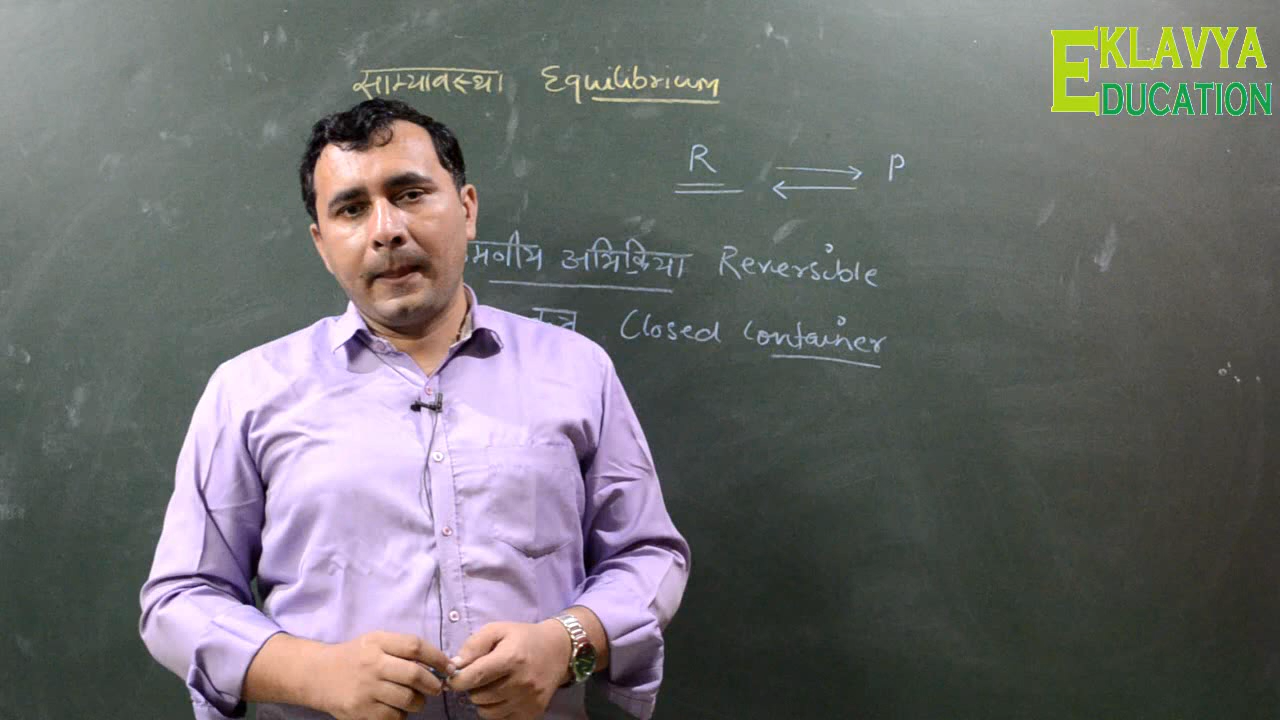 EKLAVYA
EDUCATION
साम्यावस्था Equilibrium
R ⇌ P
अभिक्रिया Reversible
Closed Container